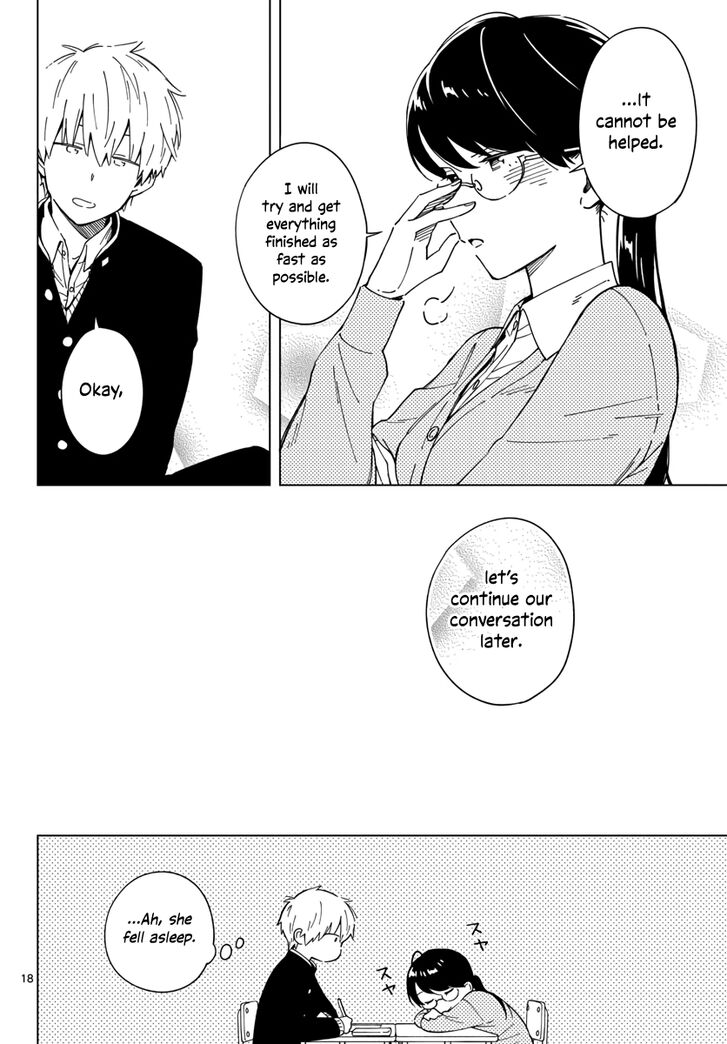 ...It
cannot be
helped.
I will
try and get
everything
finished as
fast as
possible.
Okay,
let's
continue our
conversation
later.
...Ah, she
fell asleep.
スヤ
スヤ
18